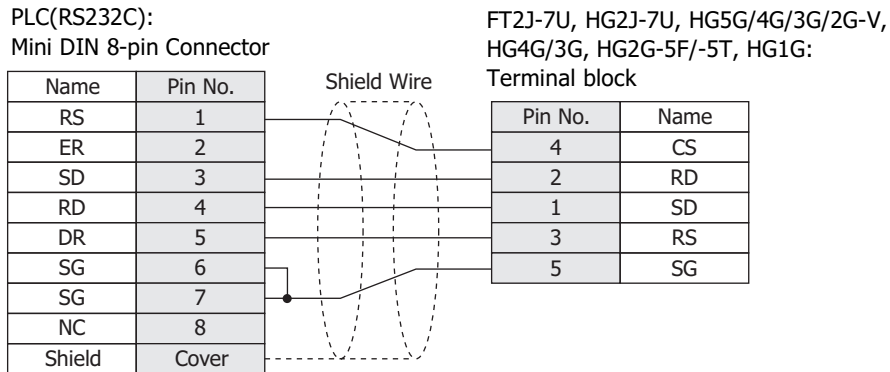 PLC(RS232C):
Mini DIN 8-pin Connector
FT2J-7U, HG2J-7U, HG5G/4G/3G/2G-V,
HG4G/3G, HG2G-5F/-5T, HG1G:
Terminal block
Shield Wire
Name Pin No.
RS 1
ER 2
SD 3
RD 4
DR 5
SG 6
SG 7
NC 8
Shield Cover
Pin No. Name
4 CS
2 RD
1 SD
3 RS
5 SG